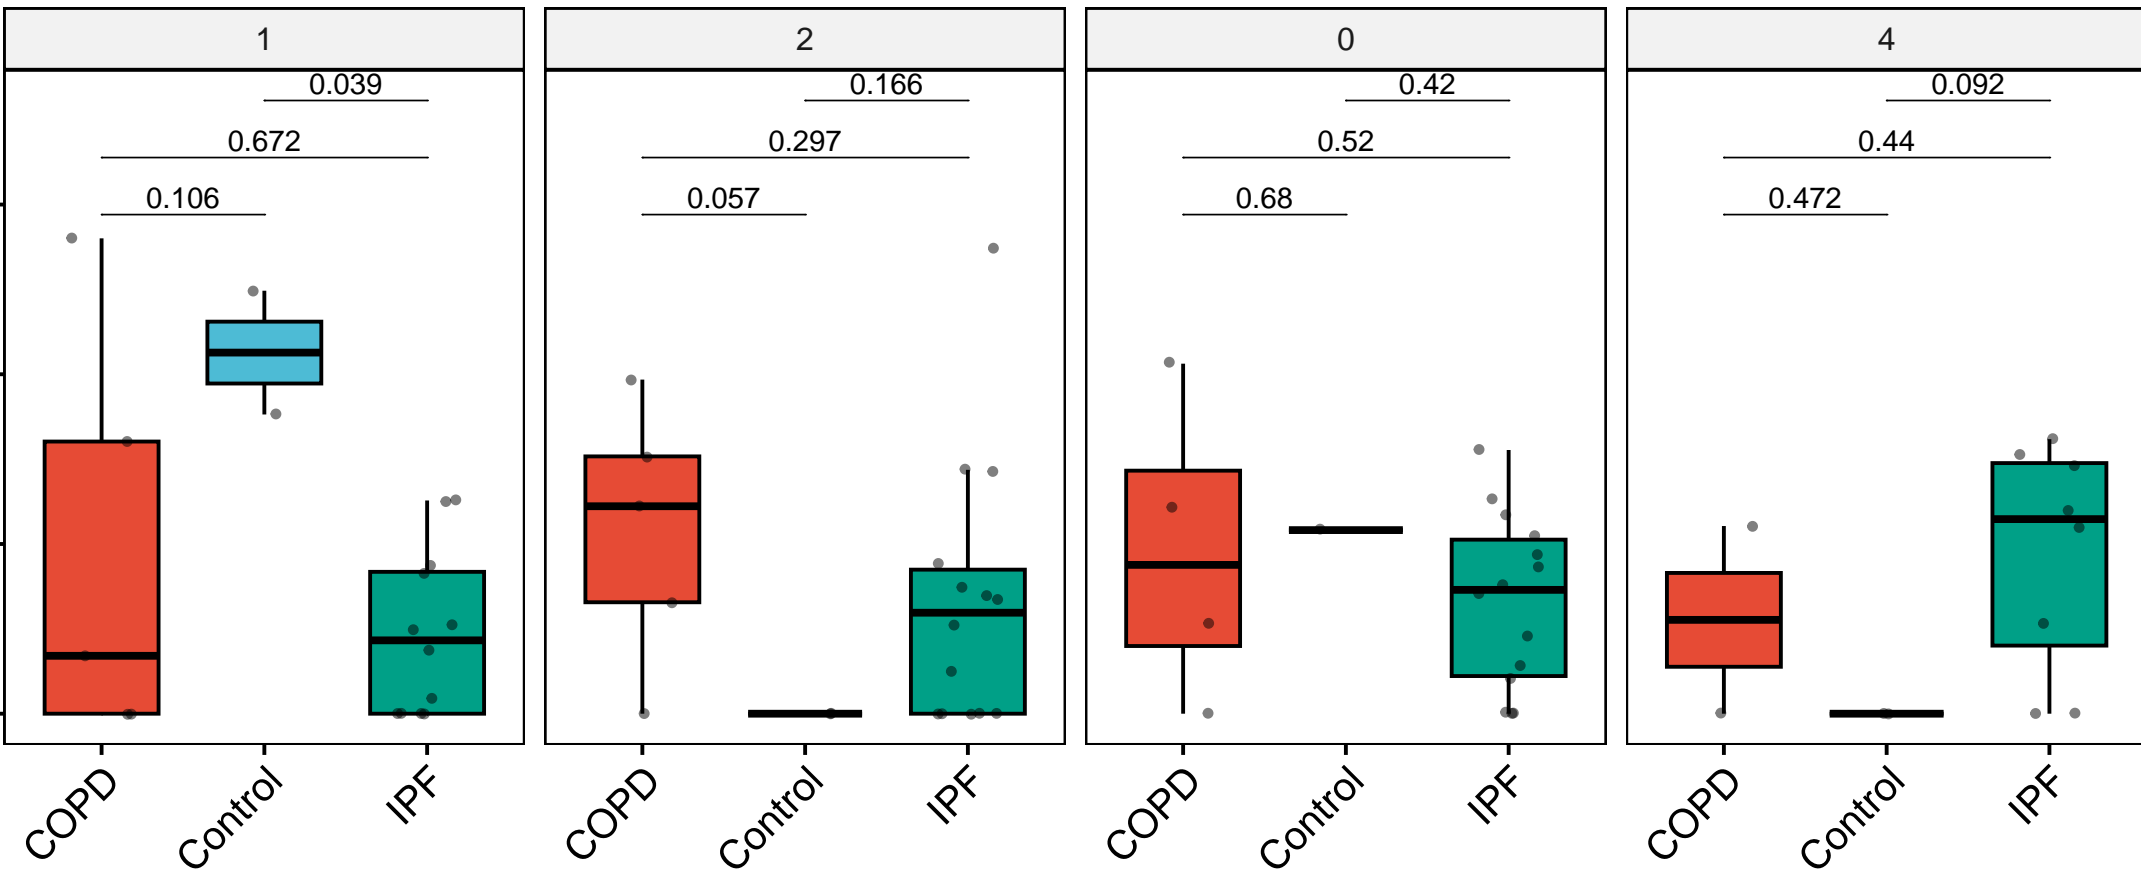 1 2 0 4
0.039 0.166 0.42 0.092
0.672 0.297 0.52 0.44
0.106 0.057 0.68 0.472
COPD Control IPF COPD Control IPF COPD Control IPF COPD Control IPF